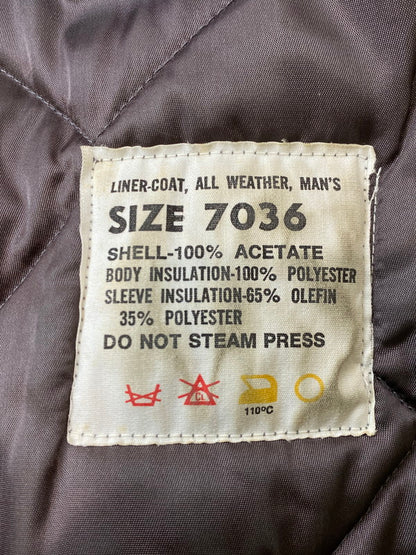 LINER-COAT, ALL WEATHER, MAN'S
SIZE 7036
SHELL-100% ACETATE
BODY INSULATION-100% POLYESTER
SLEEVE INSULATION-65% OLEFIN
35% POLYESTER
DO NOT STEAM PRESS
CL
110°C